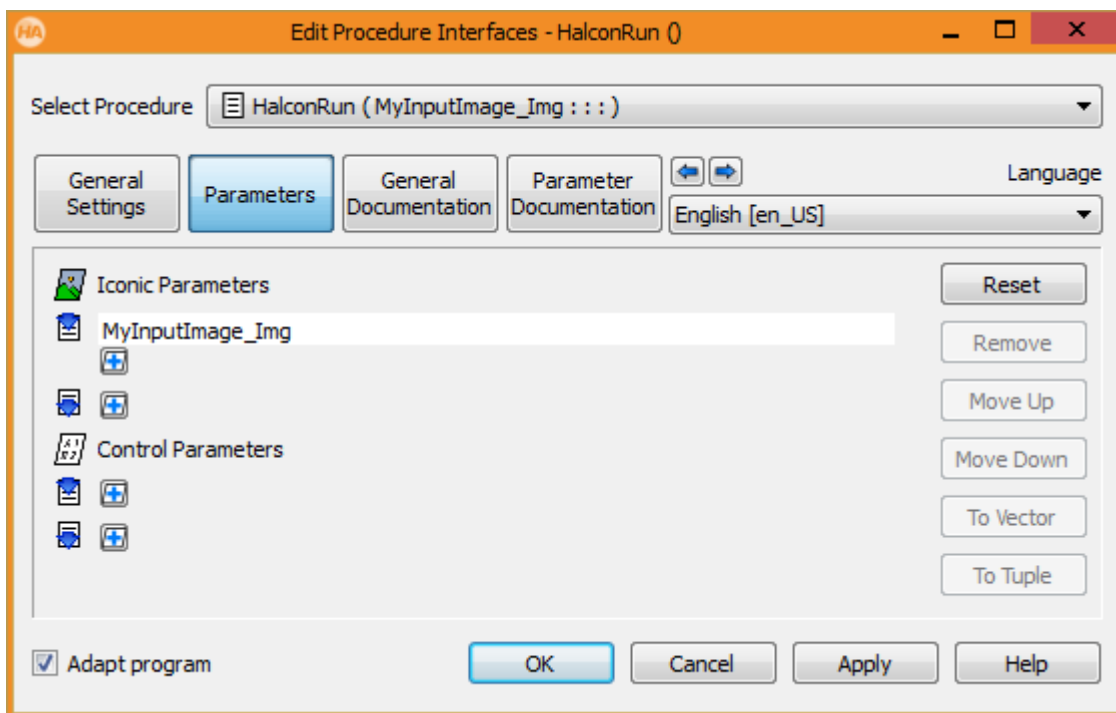 HA Edit Procedure Interfaces - HalconRun ()
Select Procedure HalconRun ( MyInputImage_Img : : : )
General Settings
Parameters
General Documentation
Parameter Documentation
Language
English [en_US]
Iconic Parameters
MyInputImage_Img
Control Parameters
Reset
Remove
Move Up
Move Down
To Vector
To Tuple
Adapt program
OK Cancel Apply Help